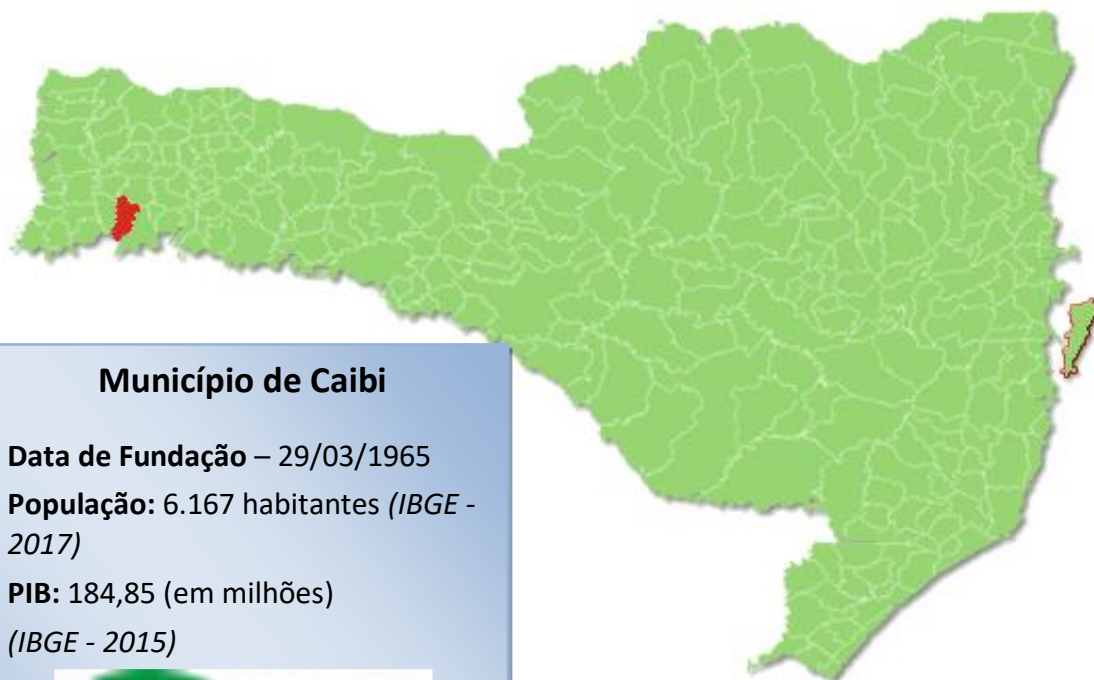 Município de Caibi
Data de Fundação – 29/03/1965
População: 6.167 habitantes (IBGE -
2017)
PIB: 184,85 (em milhões)
(IBGE - 2015)